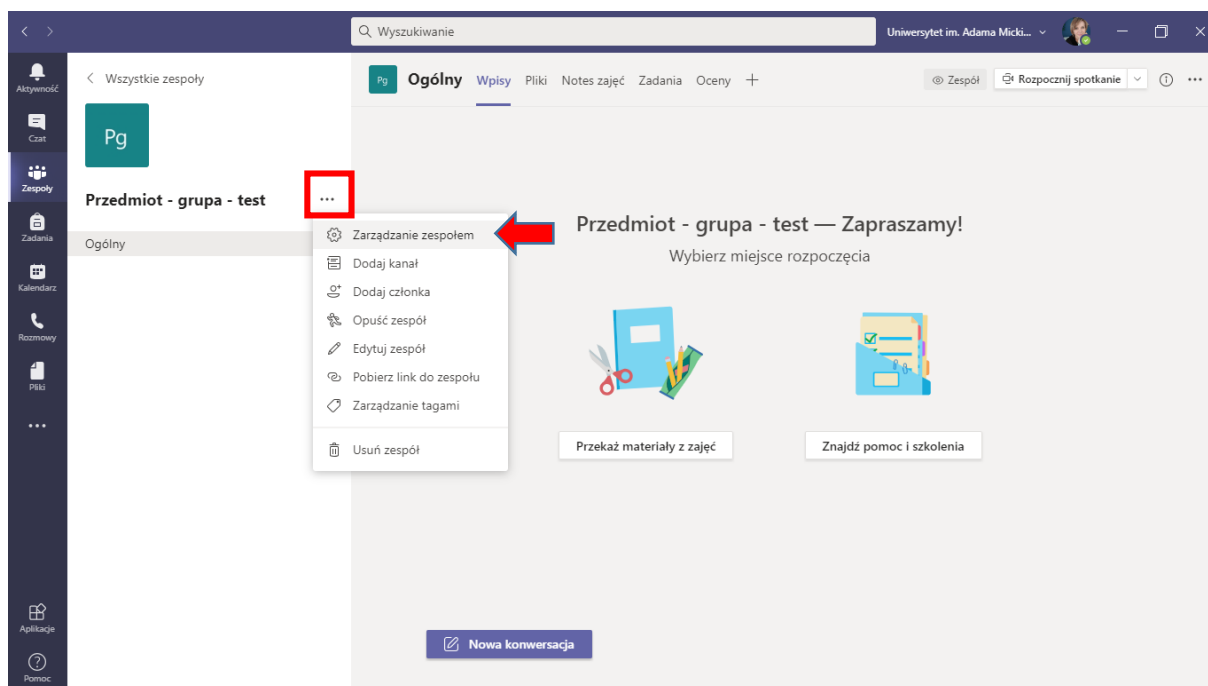 Wyszukiwanie
Uniwersytet im. Adama Micki...
Aktywność
Czat
Zespoły
Zadania
Kalendarz
Rozmowy
Pliki
Aplikacje
Pomoc
Wszystkie zespoły
Pg
Przedmiot - grupa - test
Ogólny
Zarządzanie zespołem
Dodaj kanał
Dodaj członka
Opuść zespół
Edytuj zespół
Pobierz link do zespołu
Zarządzanie tagami
Usuń zespół
Pg Ogólny Wpisy Pliki Notes zajęć Zadania Oceny
Zespół Rozpocznij spotkanie
Przedmiot - grupa - test — Zapraszamy!
Wybierz miejsce rozpoczęcia
Przekaż materiały z zajęć
Znajdź pomoc i szkolenia
Nowa konwersacja